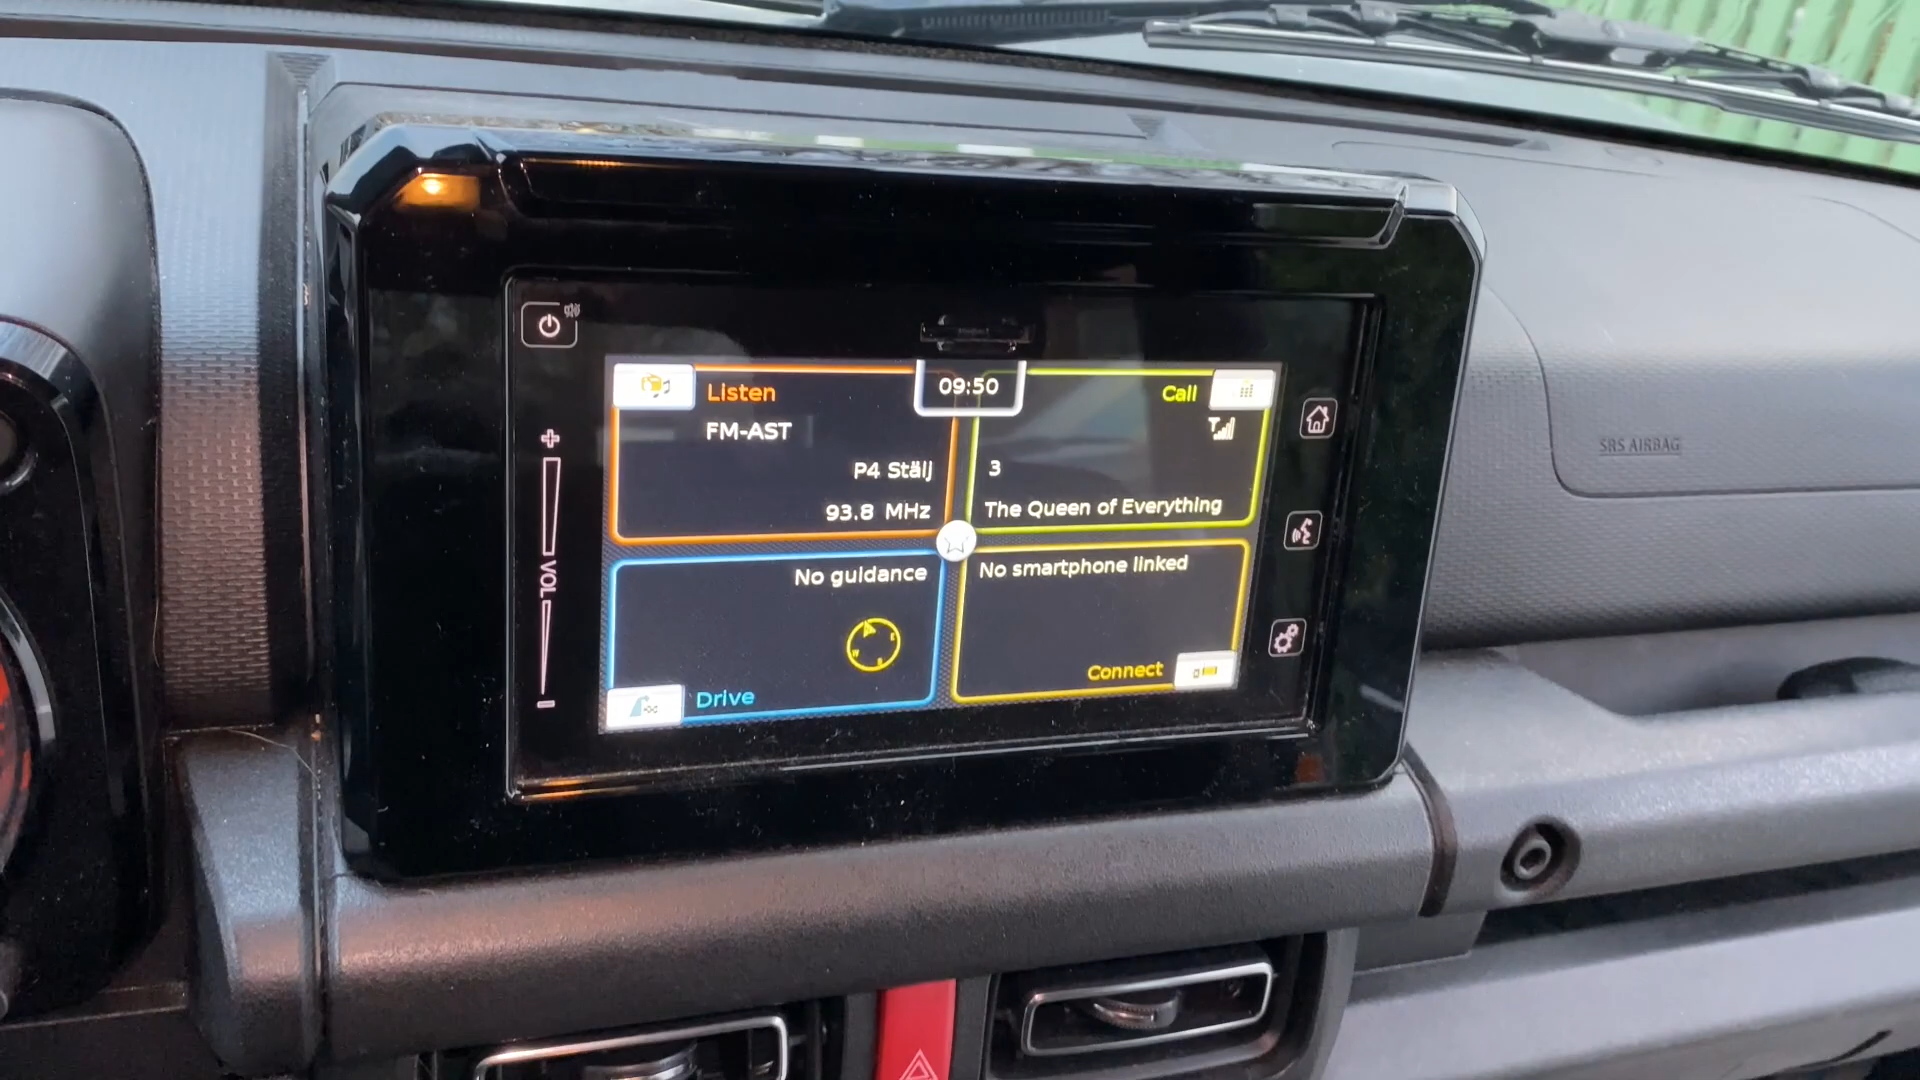 09:50
Listen
FM-AST
P4 Stälj
93.8 MHz
Call
3
The Queen of Everything
No guidance
Drive
No smartphone linked
Connect
+
VOL
SRS AIRBAG